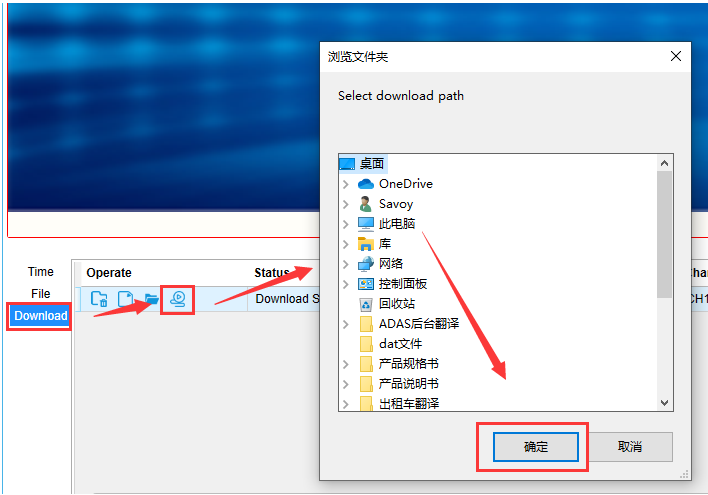 浏览文件夹
Select download path
桌面
OneDrive
Savoy
此电脑
库
网络
控制面板
回收站
ADAS后台翻译
dat文件
产品规格书
产品说明书
出租车翻译
确定
取消
Time
File
Download
Operate
Status
Download S
CH1